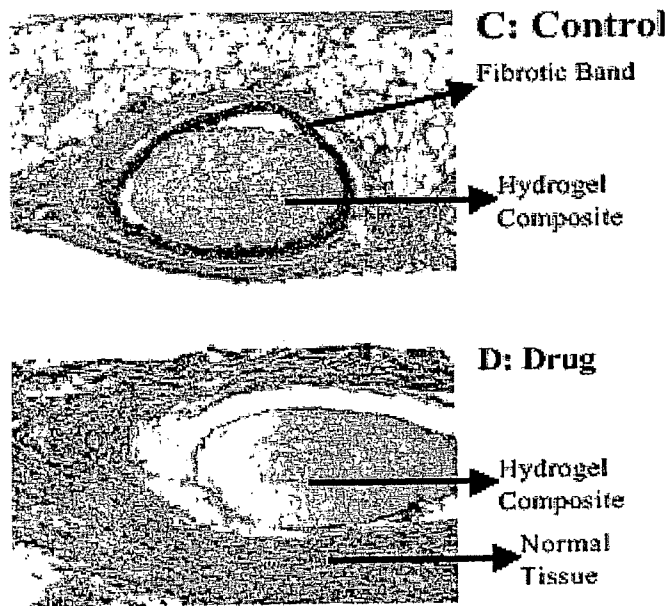 C: Control
Fibrotic Band
Hydrogel
Composite
D: Drug
Hydrogel
Composite
Normal
Tissue